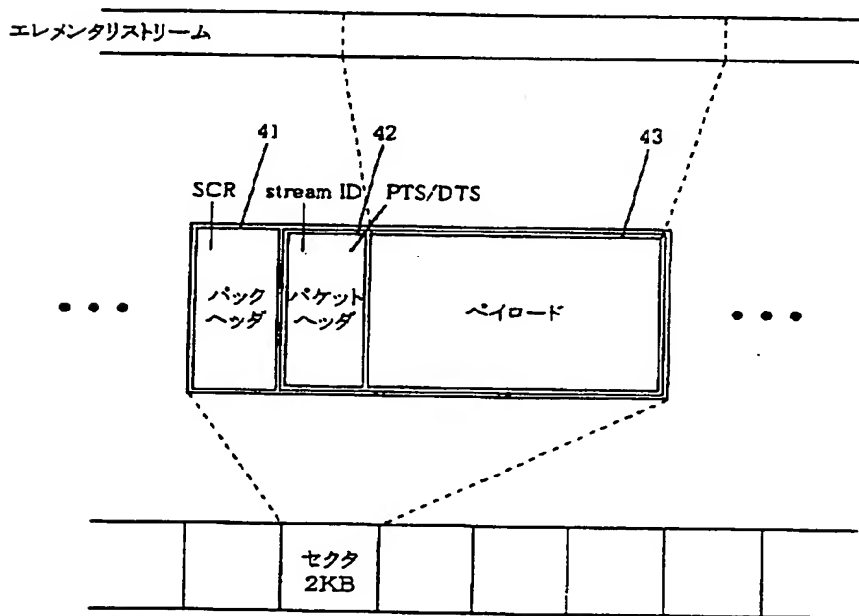 エレメンタリストリーム
41
42
43
SCR
stream ID
PTS/DTS
パック
ヘッダ
パケット
ヘッダ
ペイロード
セクタ
2KB